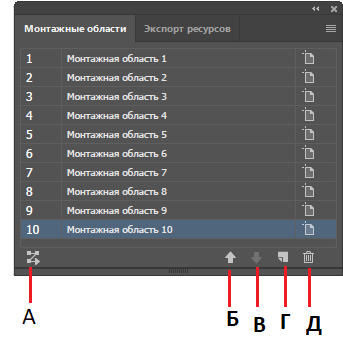 Монтажные области Экспорт ресурсов
1 Монтажная область 1
2 Монтажная область 2
3 Монтажная область 3
4 Монтажная область 4
5 Монтажная область 5
6 Монтажная область 6
7 Монтажная область 7
8 Монтажная область 8
9 Монтажная область 9
10 Монтажная область 10
А Б В Г Д